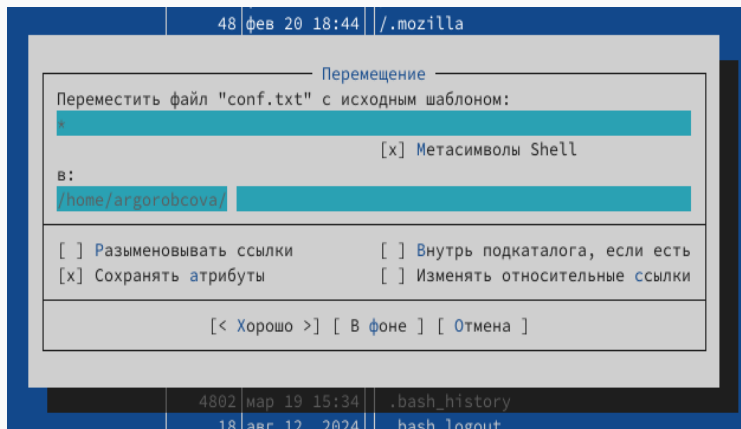 48 фев 20 18:44 /.mozilla
Перемещение
Переместить файл "conf.txt" с исходным шаблоном:
*
[x] Метасимволы Shell
в:
/home/argorobcova/
[ ] Разыменовывать ссылки [ ] Внутрь подкаталога, если есть
[x] Сохранять атрибуты [ ] Изменять относительные ссылки
[< Хорошо >] [ В фоне ] [ Отмена ]
4802 мар 19 15:34 .bash_history
18 авг 12 2024 .bash_logout